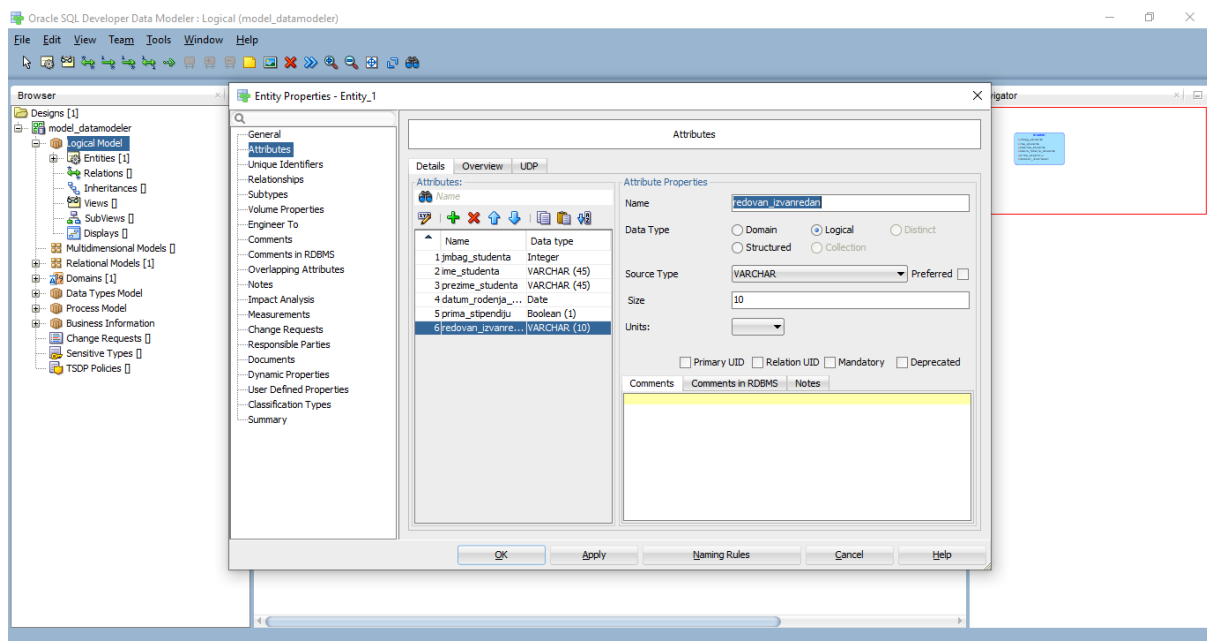 Oracle SQL Developer Data Modeler : Logical (model_datamodeler)
File Edit View Team Tools Window Help
Browser
Designs [1]
model_datamodeler
Logical Model
Entities [1]
Relations []
Inheritances []
Views []
SubViews []
Displays []
Multidimensional Models []
Relational Models [1]
Domains [1]
Data Types Model
Process Model
Business Information
Change Requests []
Sensitive Types []
TSDP Policies []
Entity Properties - Entity_1
General
Attributes
Unique Identifiers
Relationships
Subtypes
Volume Properties
Engineer To
Comments
Comments in RDBMS
Overlapping Attributes
Notes
Impact Analysis
Measurements
Change Requests
Responsible Parties
Documents
Dynamic Properties
User Defined Properties
Classification Types
Summary
Attributes
Details Overview UDP
Attributes:
Name
Name Data type
1 jmbag_studenta Integer
2 ime_studenta VARCHAR (45)
3 prezime_studenta VARCHAR (45)
4 datum_rodenja_... Date
5 prima_stipendiju Boolean (1)
6 redovan_izvanre... VARCHAR (10)
Attribute Properties
Name redovan_izvanredan
Data Type Domain Logical Distinct
Structured Collection
Source Type VARCHAR Preferred
Size 10
Units:
Primary UID Relation UID Mandatory Deprecated
Comments Comments in RDBMS Notes
OK Apply Naming Rules Cancel Help
vigator